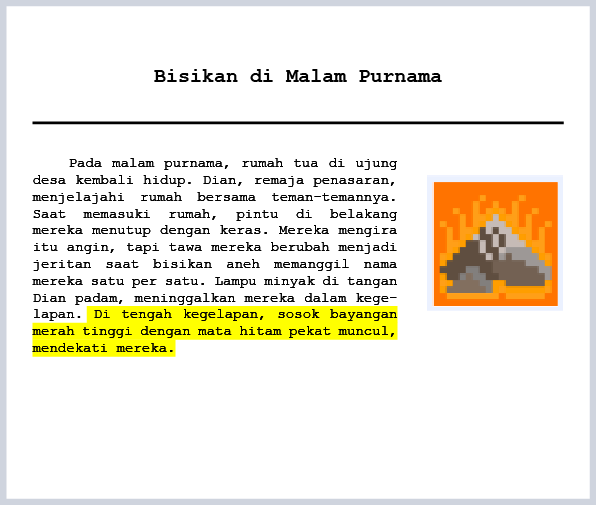 Bisikan di Malam Purnama
Pada malam purnama, rumah tua di ujung
desa kembali hidup. Dian, remaja penasaran,
menjelajahi rumah bersama teman-temannya.
Saat memasuki rumah, pintu di belakang
mereka menutup dengan keras. Mereka mengira
itu angin, tapi tawa mereka berubah menjadi
jeritan saat bisikan aneh memanggil nama
mereka satu per satu. Lampu minyak di tangan
Dian padam, meninggalkan mereka dalam kege-
lapan. Di tengah kegelapan, sosok bayangan
merah tinggi dengan mata hitam pekat muncul,
mendekati mereka.